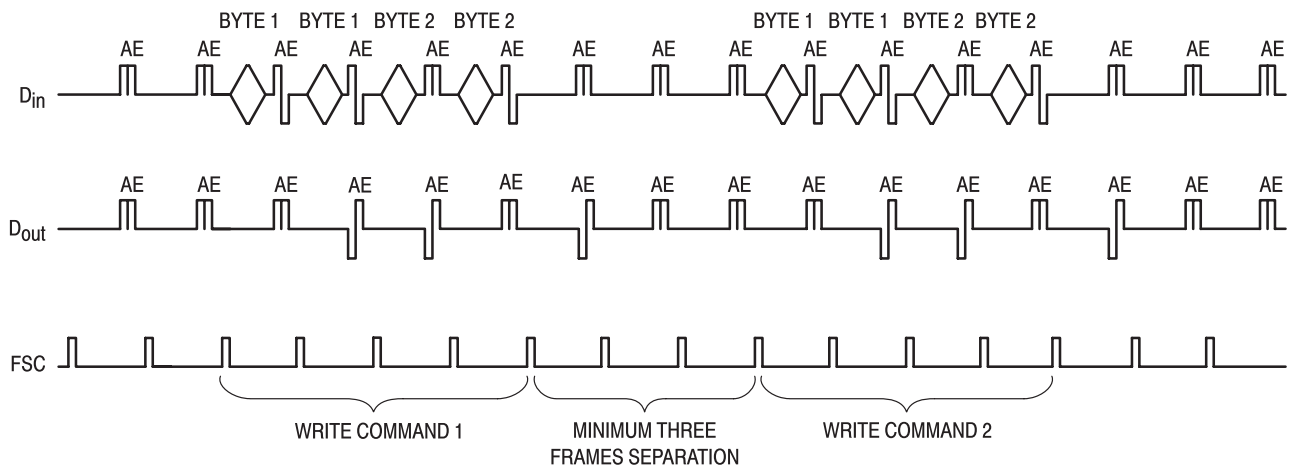 BYTE 1 BYTE 1 BYTE 2 BYTE 2 BYTE 1 BYTE 1 BYTE 2 BYTE 2
AE AE AE AE AE AE AE AE AE AE AE AE AE AE AE AE
Din
AE AE AE AE AE AE AE AE AE AE AE AE AE AE AE AE
Dout
FSC
WRITE COMMAND 1 MINIMUM THREE WRITE COMMAND 2
FRAMES SEPARATION